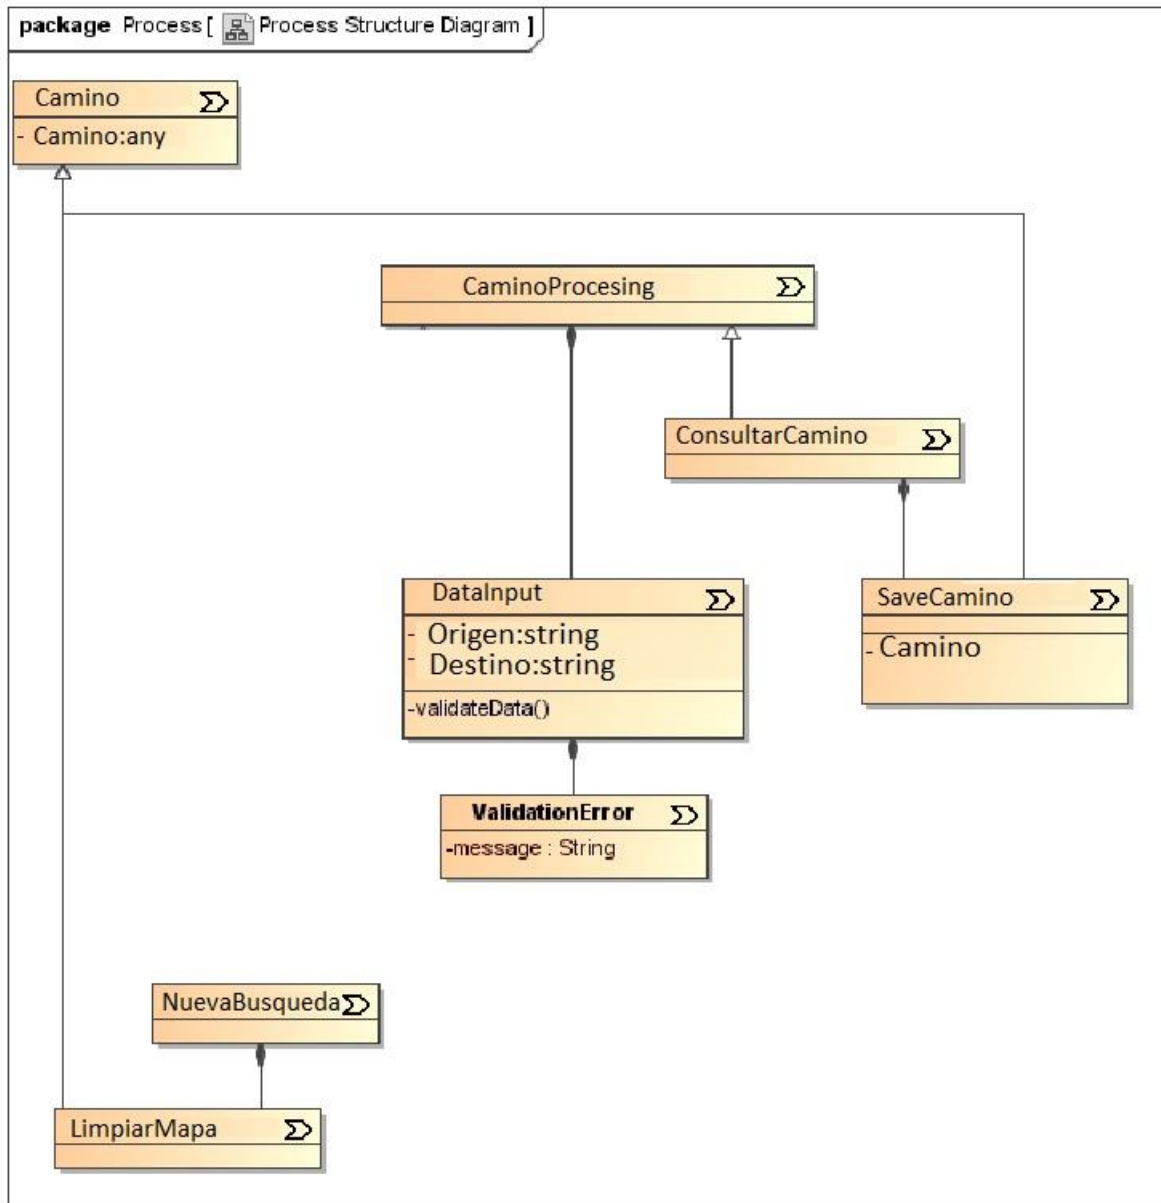 package Process [ Process Structure Diagram ]
Camino
- Camino:any
CaminoProcesing
ConsultarCamino
DataInput
- Origen:string
- Destino:string
-validateData()
SaveCamino
- Camino
ValidationError
-message : String
NuevaBusqueda
LimpiarMapa